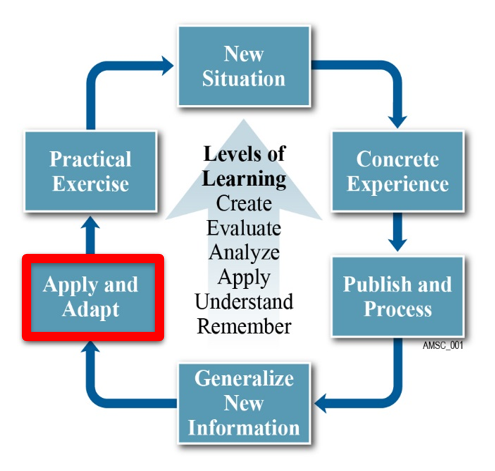 New
Situation
Practical
Exercise
Levels of
Learning
Create
Evaluate
Analyze
Apply
Understand
Remember
Concrete
Experience
Apply and
Adapt
Publish and
Process
AMSC_001
Generalize
New
Information